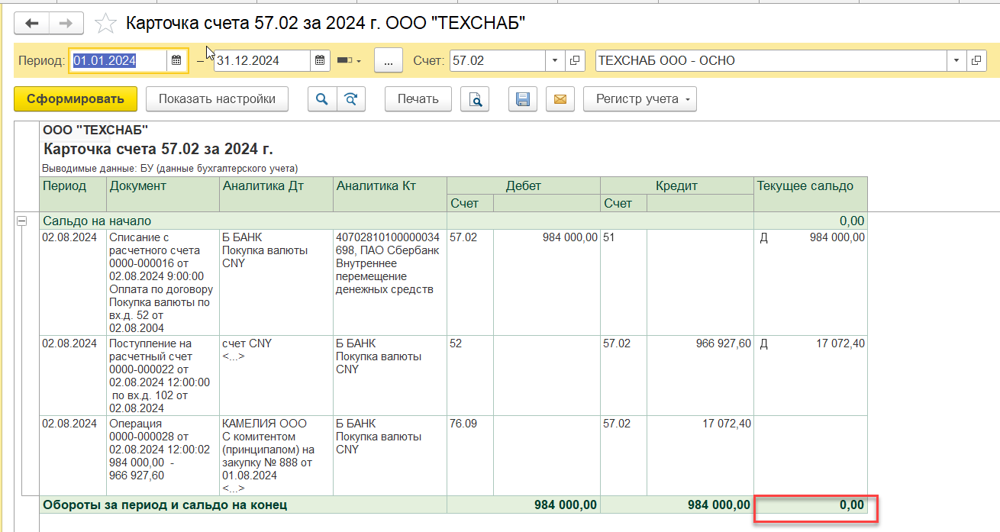 Карточка счета 57.02 за 2024 г. ООО "ТЕХСНАБ"
Период: 01.01.2024 – 31.12.2024 ... Счет: 57.02 ТЕХСНАБ ООО - ОСНО
Сформировать Показать настройки Печать Регистр учета
ООО "ТЕХСНАБ"
Карточка счета 57.02 за 2024 г.
Выводимые данные: БУ (данные бухгалтерского учета)
Период Документ Аналитика Дт Аналитика Кт Дебет Кредит Текущее сальдо
Счет Счет
Сальдо на начало 0,00
02.08.2024 Списание с Б БАНК 40702810100000034 57.02 984 000,00 51 Д 984 000,00
расчетного счета Покупка валюты 698, ПАО Сбербанк
0000-000016 от CNY Внутреннее
02.08.2024 9:00:00 перемещение
Оплата по договору денежных средств
Покупка валюты по
вх.д. 52 от
02.08.2004
02.08.2024 Поступление на счет CNY Б БАНК 52 57.02 966 927,60 Д 17 072,40
расчетный счет <...> Покупка валюты
0000-000022 от CNY
02.08.2024 12:00:00
по вх.д. 102 от
02.08.2024
02.08.2024 Операция КАМЕЛИЯ ООО Б БАНК 76.09 57.02 17 072,40
0000-000028 от С комитентом Покупка валюты
02.08.2024 12:00:02 (принципалом) на CNY
984 000,00 - закупку № 888 от
966 927,60 01.08.2024
<...>
Обороты за период и сальдо на конец 984 000,00 984 000,00 0,00